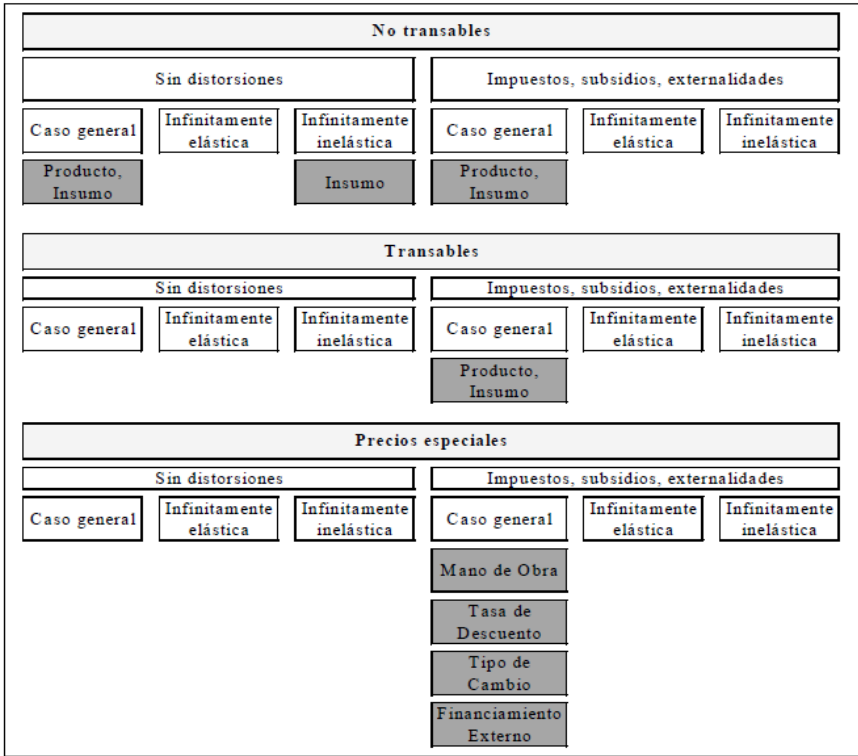 No transables
Sin distorsiones
Impuestos, subsidios, externalidades
Caso general
Infinitamente
elástica
Infinitamente
inelástica
Caso general
Infinitamente
elástica
Infinitamente
inelástica
Producto,
Insumo
Insumo
Producto,
Insumo
Transables
Sin distorsiones
Impuestos, subsidios, externalidades
Caso general
Infinitamente
elástica
Infinitamente
inelástica
Caso general
Infinitamente
elástica
Infinitamente
inelástica
Producto,
Insumo
Precios especiales
Sin distorsiones
Impuestos, subsidios, externalidades
Caso general
Infinitamente
elástica
Infinitamente
inelástica
Caso general
Infinitamente
elástica
Infinitamente
inelástica
Mano de Obra
Tasa de
Descuento
Tipo de
Cambio
Financiamiento
Externo